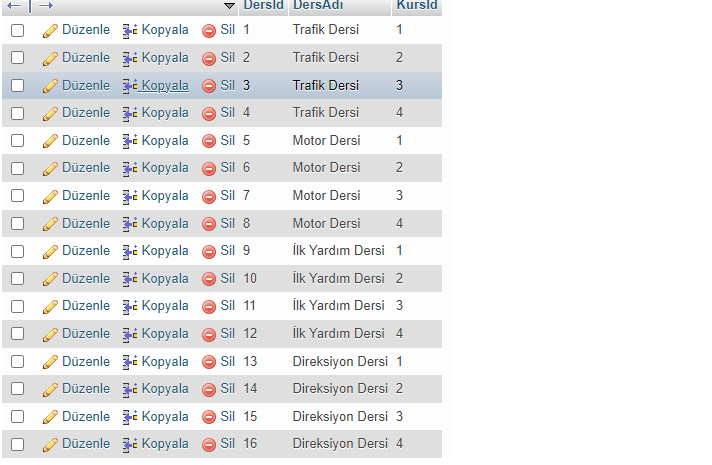 DersId DersAdı KursId
Düzenle Kopyala Sil 1 Trafik Dersi 1
Düzenle Kopyala Sil 2 Trafik Dersi 2
Düzenle Kopyala Sil 3 Trafik Dersi 3
Düzenle Kopyala Sil 4 Trafik Dersi 4
Düzenle Kopyala Sil 5 Motor Dersi 1
Düzenle Kopyala Sil 6 Motor Dersi 2
Düzenle Kopyala Sil 7 Motor Dersi 3
Düzenle Kopyala Sil 8 Motor Dersi 4
Düzenle Kopyala Sil 9 İlk Yardım Dersi 1
Düzenle Kopyala Sil 10 İlk Yardım Dersi 2
Düzenle Kopyala Sil 11 İlk Yardım Dersi 3
Düzenle Kopyala Sil 12 İlk Yardım Dersi 4
Düzenle Kopyala Sil 13 Direksiyon Dersi 1
Düzenle Kopyala Sil 14 Direksiyon Dersi 2
Düzenle Kopyala Sil 15 Direksiyon Dersi 3
Düzenle Kopyala Sil 16 Direksiyon Dersi 4